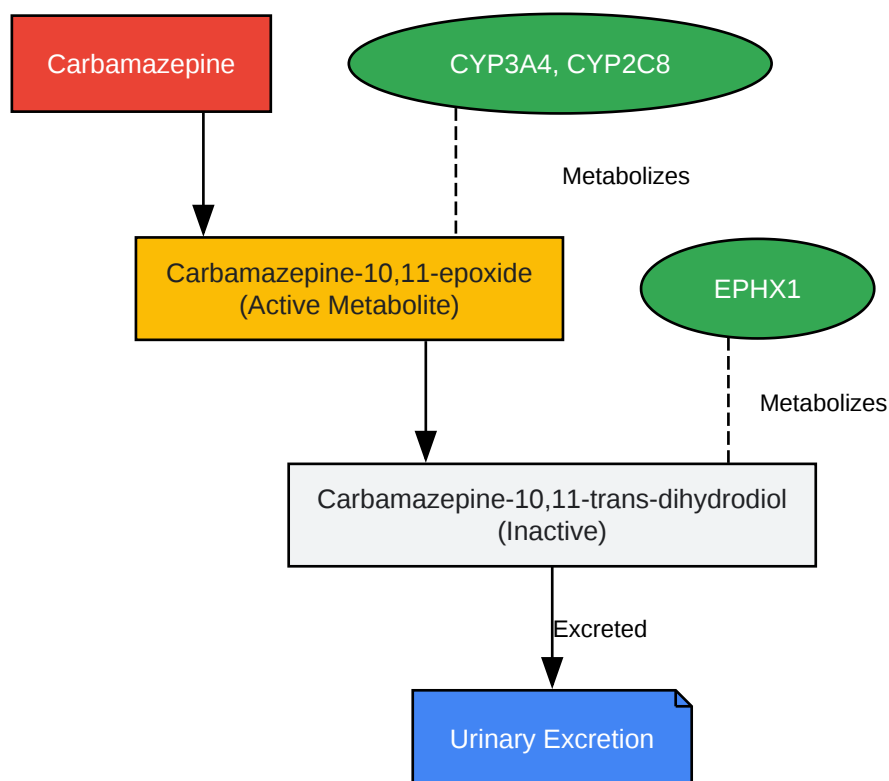 Carbamazepine
CYP3A4, CYP2C8
Metabolizes
Carbamazepine-10,11-epoxide
(Active Metabolite)
EPHX1
Metabolizes
Carbamazepine-10,11-trans-dihydrodiol
(Inactive)
Excreted
Urinary Excretion